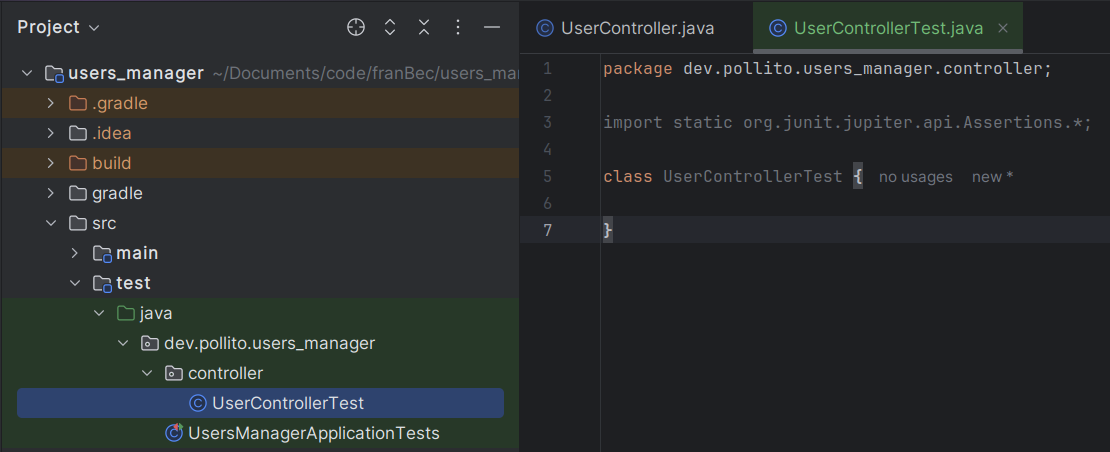 Project
users_manager ~/Documents/code/franBec/users_ma
.gradle
.idea
build
gradle
src
main
test
java
dev.pollito.users_manager
controller
UserControllerTest
UsersManagerApplicationTests
UserController.java
UserControllerTest.java
1 package dev.pollito.users_manager.controller;
2
3 import static org.junit.jupiter.api.Assertions.*;
4
5 class UserControllerTest { no usages new *
6
7 }